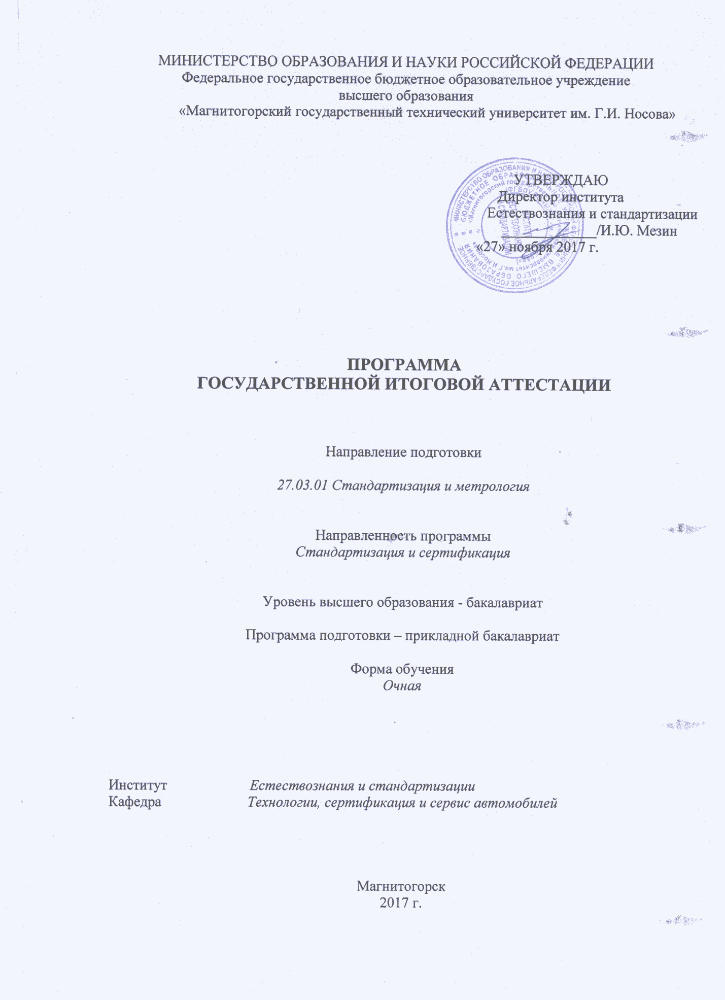 МИНИСТЕРСТВО ОБРАЗОВАНИЯ И НАУКИ РОССИЙСКОЙ ФЕДЕРАЦИИ
Федеральное государственное бюджетное образовательное учреждение
высшего образования
«Магнитогорский государственный технический университет им. Г.И. Носова»
УТВЕРЖДАЮ
Директор института
Естествознания и стандартизации
/И.Ю. Мезин
«27» ноября 2017 г.
ПРОГРАММА
ГОСУДАРСТВЕННОЙ ИТОГОВОЙ АТТЕСТАЦИИ
Направление подготовки
27.03.01 Стандартизация и метрология
Направленность программы
Стандартизация и сертификация
Уровень высшего образования - бакалавриат
Программа подготовки – прикладной бакалавриат
Форма обучения
Очная
Институт Естествознания и стандартизации
Кафедра Технологии, сертификация и сервис автомобилей
Магнитогорск
2017 г.